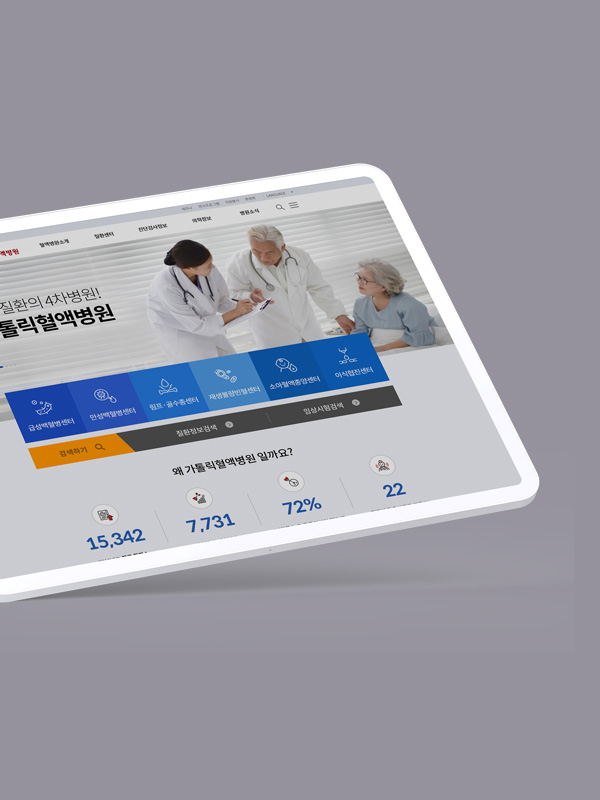 LANGUAGE
액병원
혈액병원소개
질환센터
진단검사정보
의학정보
병원소식
질환의 4차병원!
톨릭혈액병원
급성백혈병센터
만성백혈병센터
림프·골수종센터
재생불량빈혈센터
소아혈액종양센터
이식협진센터
검색하기
질환정보검색
임상시험검색
왜 가톨릭혈액병원 일까요?
15,342
7,731
72%
22